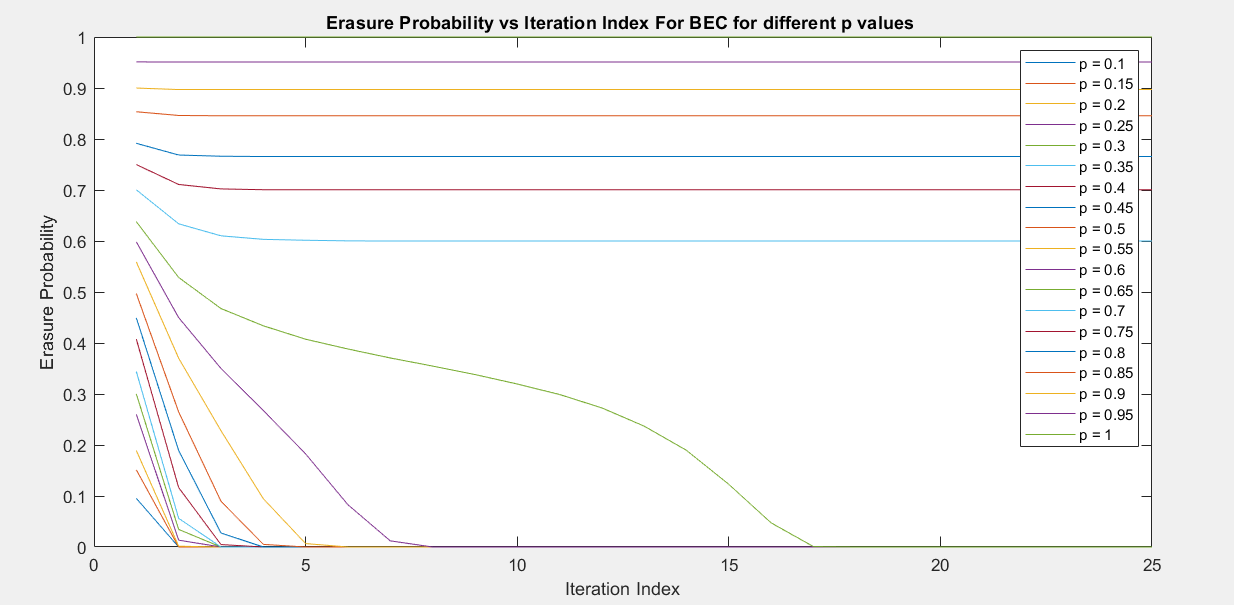 Erasure Probability vs Iteration Index For BEC for different p values
1
0.9
0.8
0.7
0.6
0.5
0.4
0.3
0.2
0.1
0
Erasure Probability
p = 0.1
p = 0.15
p = 0.2
p = 0.25
p = 0.3
p = 0.35
p = 0.4
p = 0.45
p = 0.5
p = 0.55
p = 0.6
p = 0.65
p = 0.7
p = 0.75
p = 0.8
p = 0.85
p = 0.9
p = 0.95
p = 1
0 5 10 15 20 25
Iteration Index